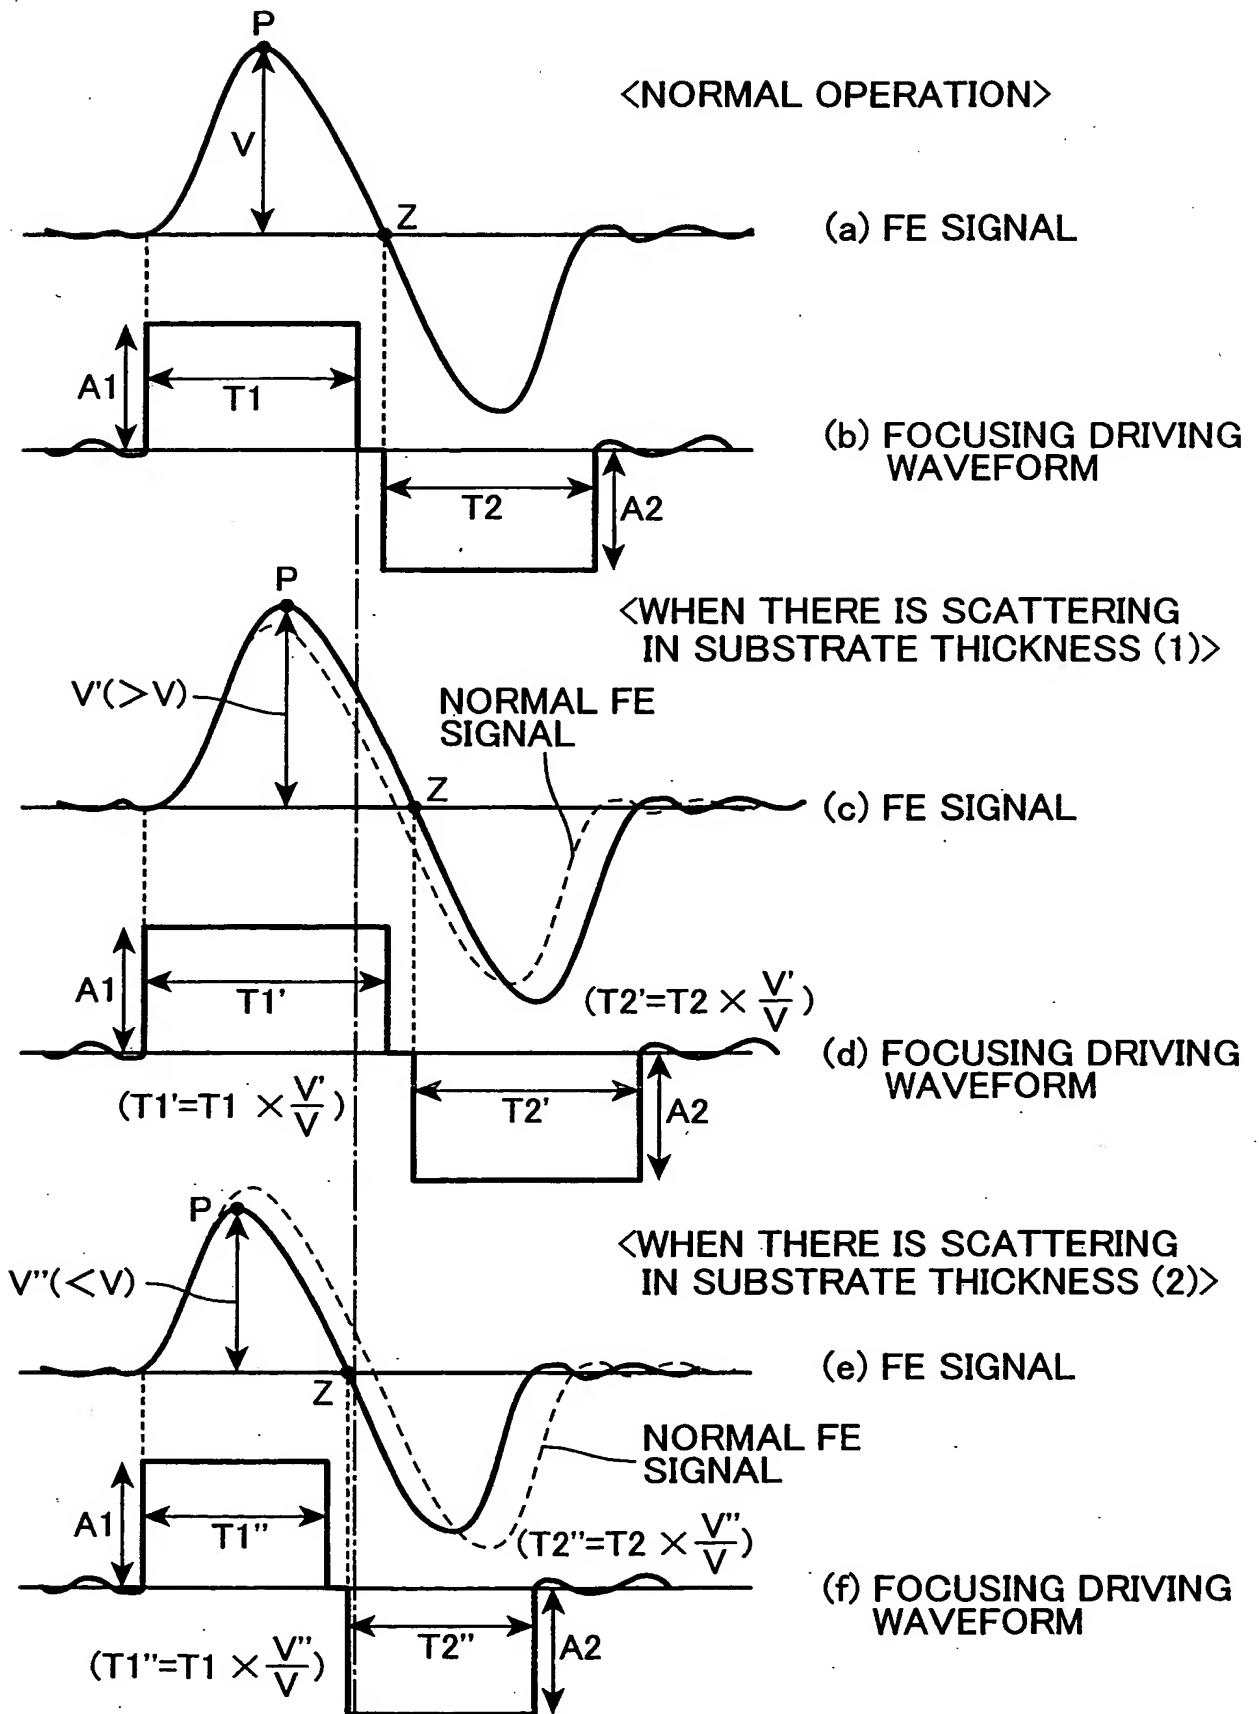 P
<NORMAL OPERATION>
V
Z
(a) FE SIGNAL
A1
T1
(b) FOCUSING DRIVING
WAVEFORM
T2
A2
P
<WHEN THERE IS SCATTERING
IN SUBSTRATE THICKNESS (1)>
V'(>V)
NORMAL FE
SIGNAL
Z
(c) FE SIGNAL
A1
T1'
(T2'=T2 × V'/V)
(d) FOCUSING DRIVING
WAVEFORM
(T1'=T1 × V'/V)
T2'
A2
P
<WHEN THERE IS SCATTERING
IN SUBSTRATE THICKNESS (2)>
V''(<V)
(e) FE SIGNAL
Z
NORMAL FE
SIGNAL
A1
T1''
(T2''=T2 × V''/V)
(f) FOCUSING DRIVING
WAVEFORM
(T1''=T1 × V''/V)
T2''
A2